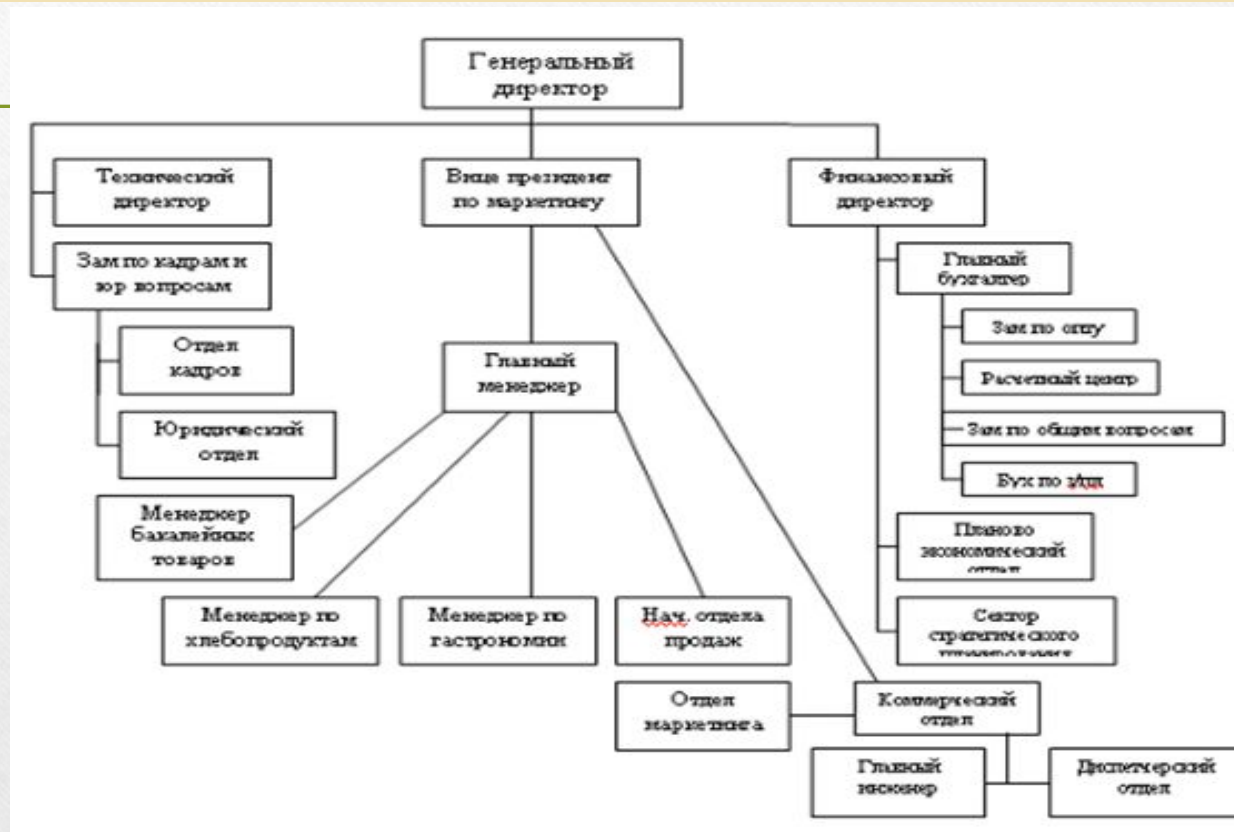 Генеральный
директор
Технический
директор
Вице президент
по маркетингу
Финансовый
директор
Зам по кадрам и
юр вопросам
Главный
бухгалтер
Отдел
кадров
Зам по опту
Главный
менеджер
Расчетный центр
Юридический
отдел
Зам по общим вопросам
Бух по з/пл
Менеджер
бакалейных
товаров
Планово
экономический
отдел
Менеджер по
хлебопродуктам
Менеджер по
гастрономии
Нач. отдела
продаж
Сектор
стратегического
планирования
Отдел
маркетинга
Коммерческий
отдел
Главный
инженер
Диспетчерский
отдел